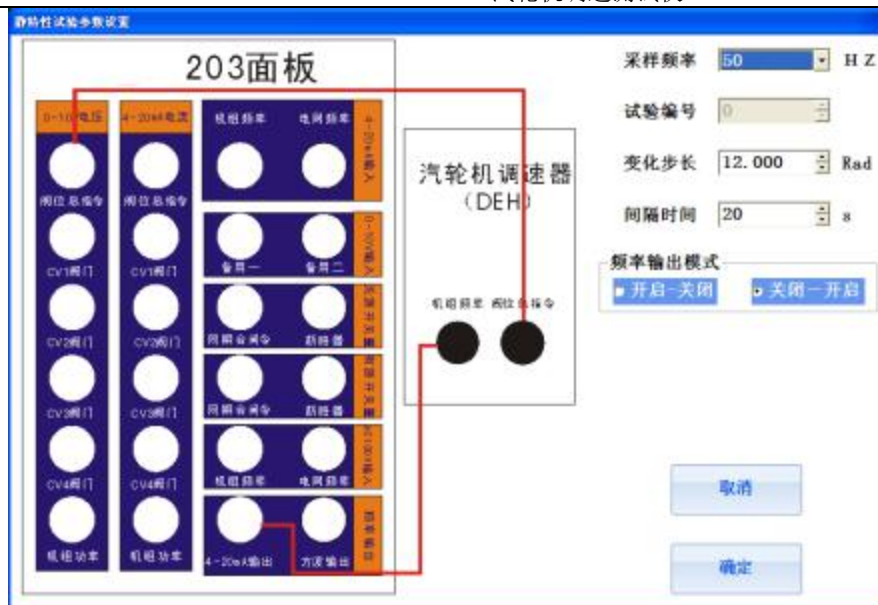 静特性试验参数设置
203面板
0-10V电压
4-20mA电流
机组频率
电网频率
4-20mA输入
阀位总指令
阀位总指令
CV1阀门
CV1阀门
备用一
备用二
0-10V输入
CV2阀门
CV2阀门
同期合闸令
断路器
CV3阀门
CV3阀门
同期合闸令
断路器
CV4阀门
CV4阀门
机组频率
电网频率
机组功率
机组功率
4-20mA输出
方波输出
频率输出
汽轮机调速器
(DEH)
机组频率 阀位总指令
采样频率 50 HZ
试验编号 0
变化步长 12.000 Rad
间隔时间 20 s
频率输出模式
开启-关闭 关闭-开启
取消
确定